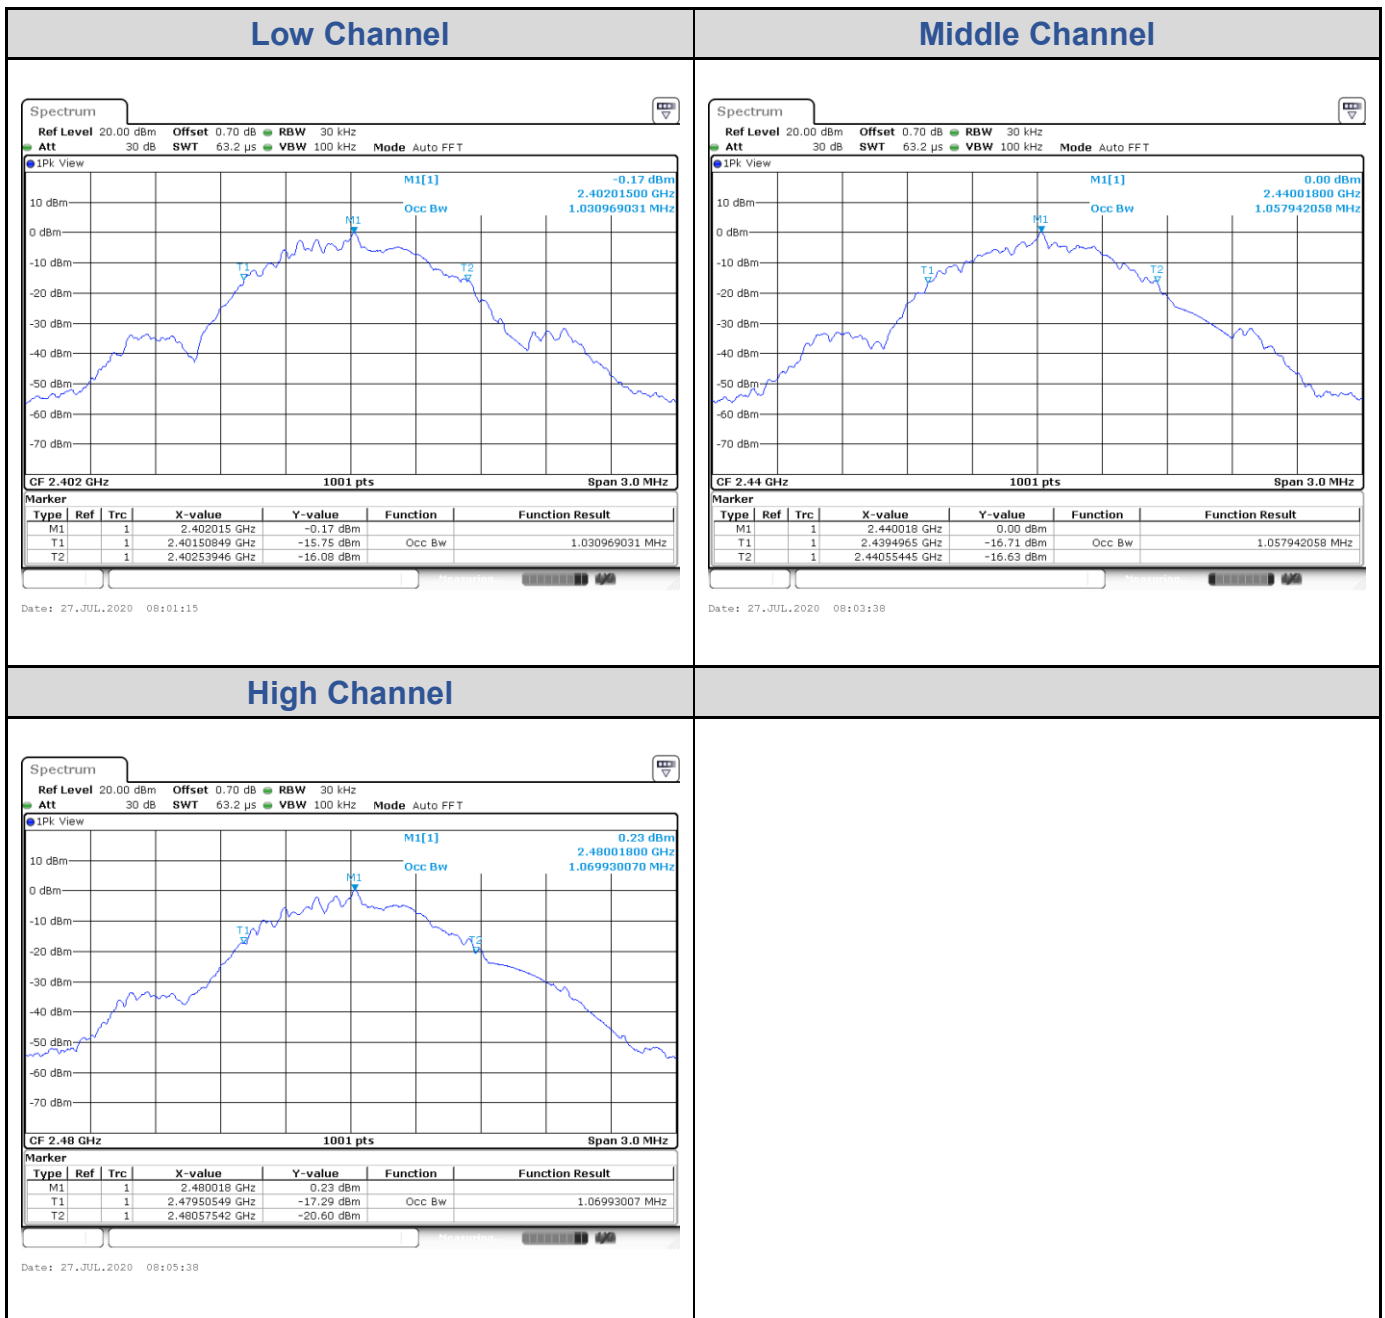 Low Channel
Middle Channel
Spectrum
Ref Level 20.00 dBm Offset 0.70 dB RBW 30 kHz
Att 30 dB SWT 63.2 µs VBW 100 kHz Mode Auto FFT
1Pk View
M1[1] -0.17 dBm
2.40201500 GHz
Occ Bw 1.030969031 MHz
10 dBm
M1
0 dBm
-10 dBm
T1
T2
-20 dBm
-30 dBm
-40 dBm
-50 dBm
-60 dBm
-70 dBm
CF 2.402 GHz 1001 pts Span 3.0 MHz
Marker
Type Ref Trc X-value Y-value Function Function Result
M1 1 2.402015 GHz -0.17 dBm
T1 1 2.40150849 GHz -15.75 dBm Occ Bw 1.030969031 MHz
T2 1 2.40253946 GHz -16.08 dBm
Measuring...
Date: 27.JUL.2020 08:01:15
Spectrum
Ref Level 20.00 dBm Offset 0.70 dB RBW 30 kHz
Att 30 dB SWT 63.2 µs VBW 100 kHz Mode Auto FFT
1Pk View
M1[1] 0.00 dBm
2.44001800 GHz
Occ Bw 1.057942058 MHz
10 dBm
M1
0 dBm
-10 dBm
T1
T2
-20 dBm
-30 dBm
-40 dBm
-50 dBm
-60 dBm
-70 dBm
CF 2.44 GHz 1001 pts Span 3.0 MHz
Marker
Type Ref Trc X-value Y-value Function Function Result
M1 1 2.440018 GHz 0.00 dBm
T1 1 2.4394965 GHz -16.71 dBm Occ Bw 1.057942058 MHz
T2 1 2.44055445 GHz -16.63 dBm
Measuring...
Date: 27.JUL.2020 08:03:38
High Channel
Spectrum
Ref Level 20.00 dBm Offset 0.70 dB RBW 30 kHz
Att 30 dB SWT 63.2 µs VBW 100 kHz Mode Auto FFT
1Pk View
M1[1] 0.23 dBm
2.48001800 GHz
Occ Bw 1.069930070 MHz
10 dBm
M1
0 dBm
-10 dBm
T1
T2
-20 dBm
-30 dBm
-40 dBm
-50 dBm
-60 dBm
-70 dBm
CF 2.48 GHz 1001 pts Span 3.0 MHz
Marker
Type Ref Trc X-value Y-value Function Function Result
M1 1 2.480018 GHz 0.23 dBm
T1 1 2.47950549 GHz -17.29 dBm Occ Bw 1.06993007 MHz
T2 1 2.48057542 GHz -20.60 dBm
Measuring...
Date: 27.JUL.2020 08:05:38